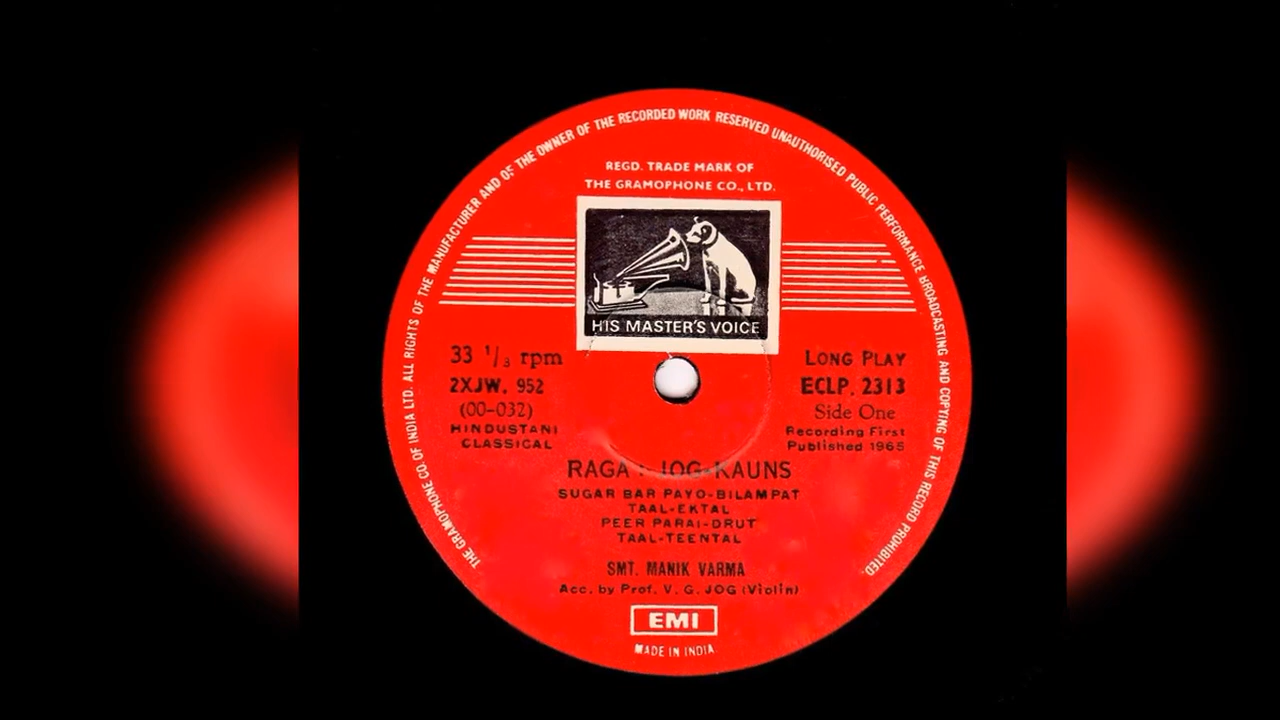 THE GRAMOPHONE CO. OF INDIA LTD. ALL RIGHTS OF THE MANUFACTURER AND OF THE OWNER OF THE RECORDED WORK RESERVED UNAUTHORISED PUBLIC PERFORMANCE BROADCASTING AND COPYING OF THIS RECORD PROHIBITED.
REGD. TRADE MARK OF
THE GRAMOPHONE CO., LTD.
HIS MASTER'S VOICE
33 1/3 rpm
2XJW. 952
(00-032)
HINDUSTANI
CLASSICAL
LONG PLAY
ECLP. 2313
Side One
Recording First
Published 1965
RAGA : JOG-KAUNS
SUGAR BAR PAYO-BILAMPAT
TAAL-EKTAL
PEER PARAI-DRUT
TAAL-TEENTAL
SMT. MANIK VARMA
Acc. by Prof. V. G. JOG (Violin)
EMI
MADE IN INDIA